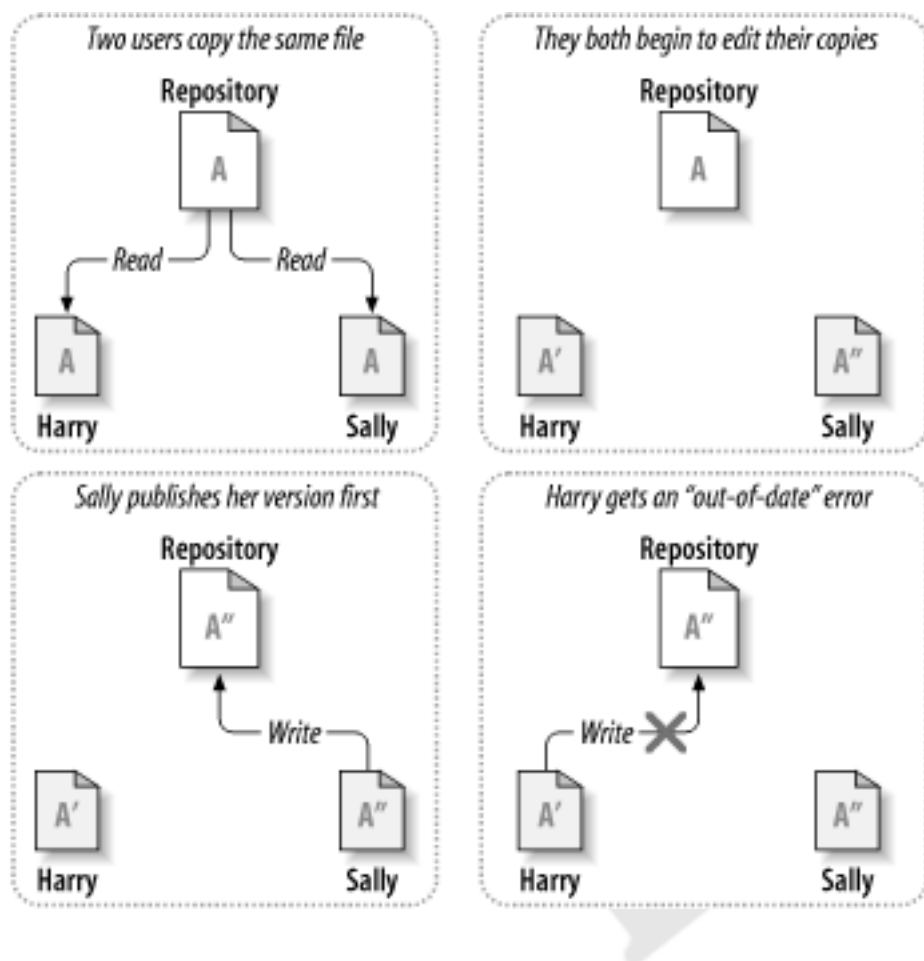 Two users copy the same file
Repository
A
Read
Read
A
A
Harry
Sally
They both begin to edit their copies
Repository
A
A'
A"
Harry
Sally
Sally publishes her version first
Repository
A"
Write
A'
A"
Harry
Sally
Harry gets an “out-of-date” error
Repository
A"
Write
A'
A"
Harry
Sally